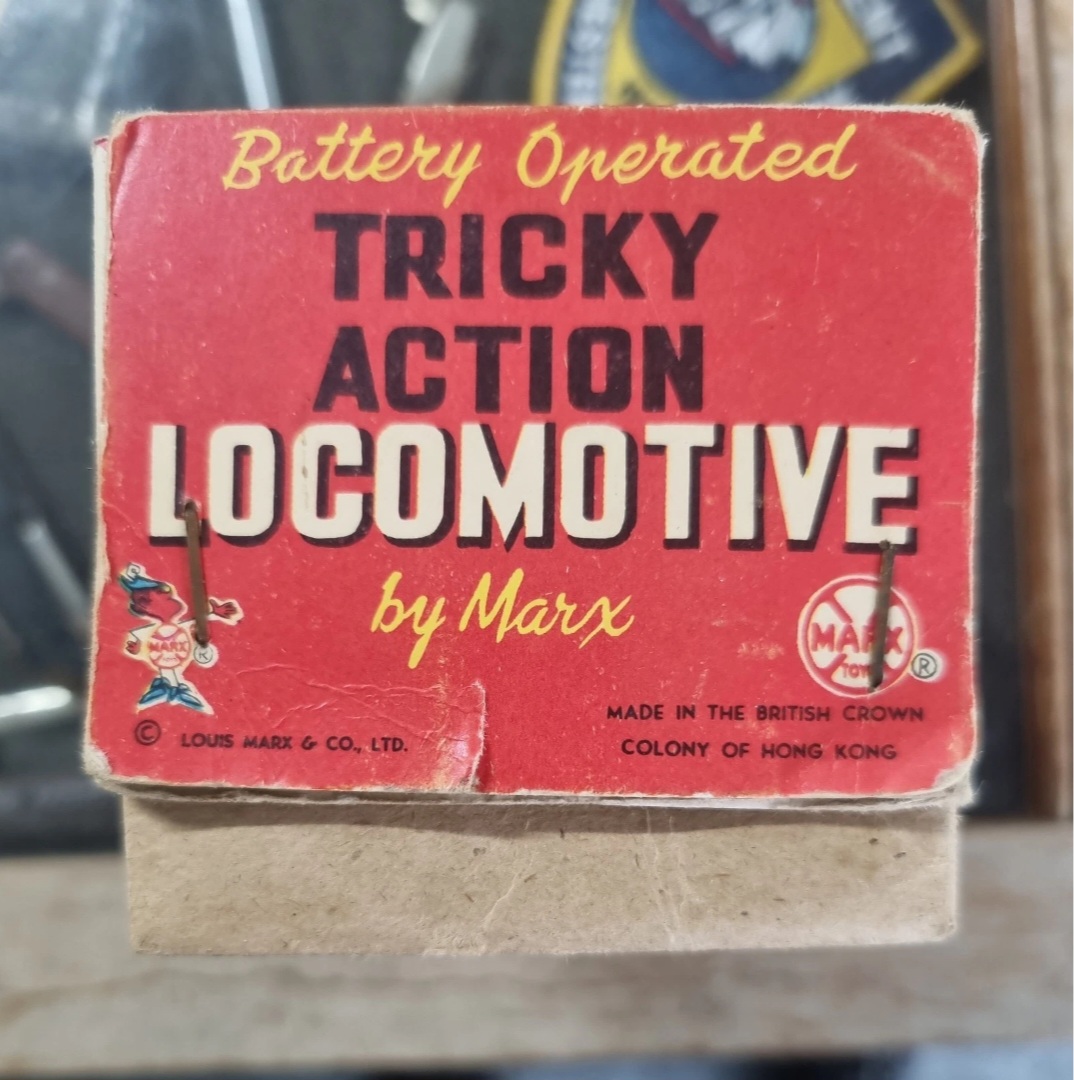 Battery Operated
TRICKY
ACTION
LOCOMOTIVE
by Marx
MARX
®
MARX
TOYS
®
© LOUIS MARX & CO., LTD.
MADE IN THE BRITISH CROWN
COLONY OF HONG KONG